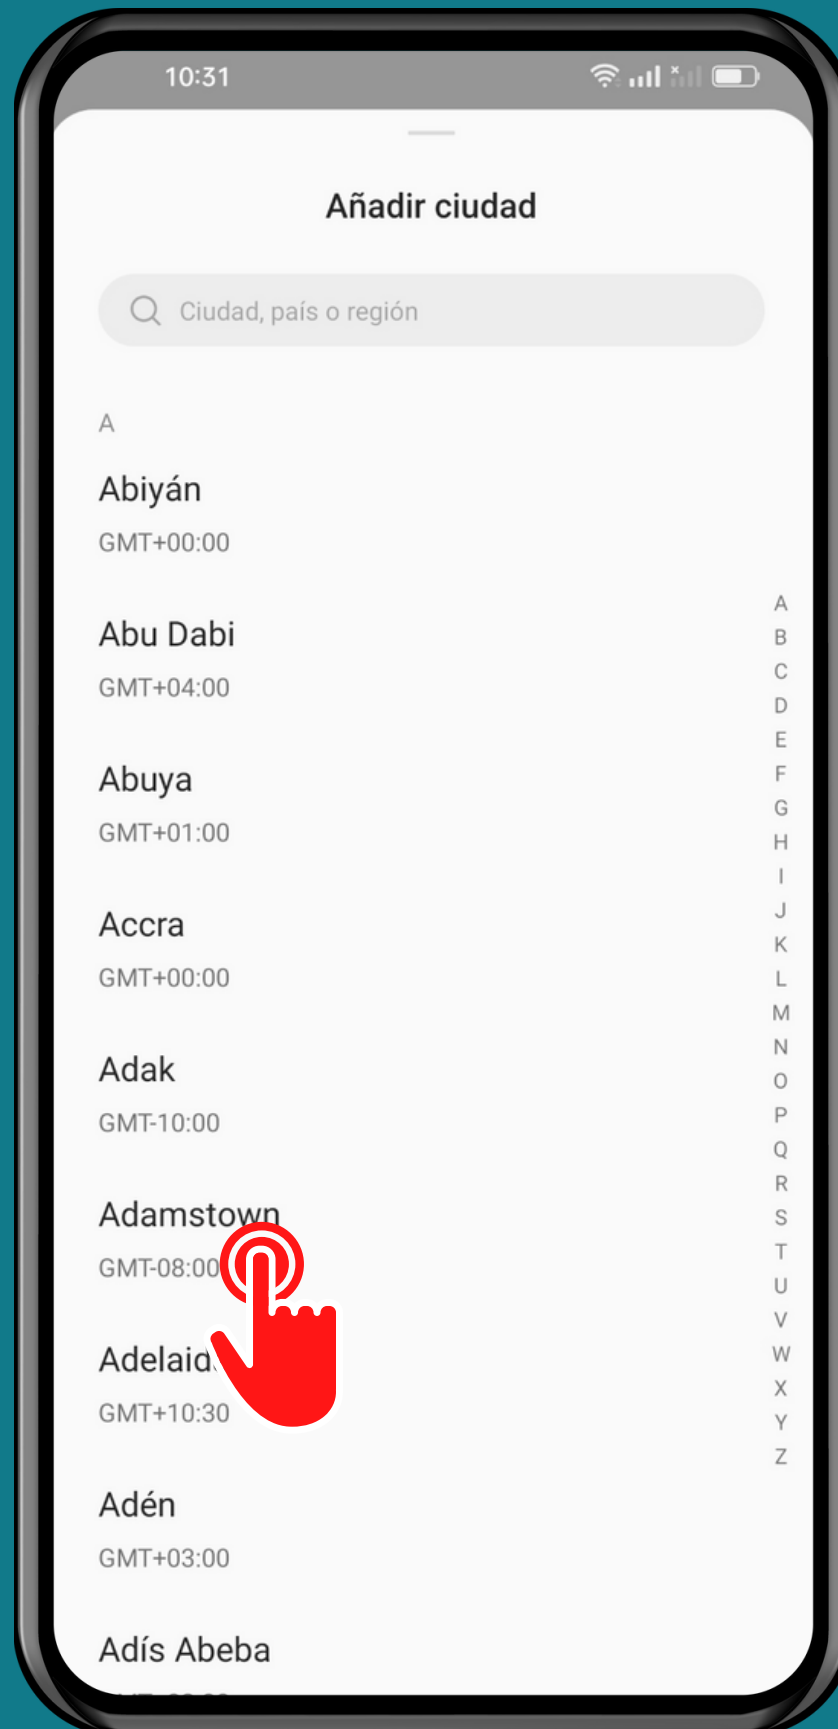 10:31
Añadir ciudad
Ciudad, país o región
A
Abiyán
GMT+00:00
Abu Dabi
GMT+04:00
Abuya
GMT+01:00
Accra
GMT+00:00
Adak
GMT-10:00
Adamstown
GMT-08:00
GMT+10:30
Adén
GMT+03:00
Adís Abeba
A
B
C
D
E
F
G
H
I
J
K
L
M
N
O
P
Q
R
S
T
U
V
W
X
Y
Z